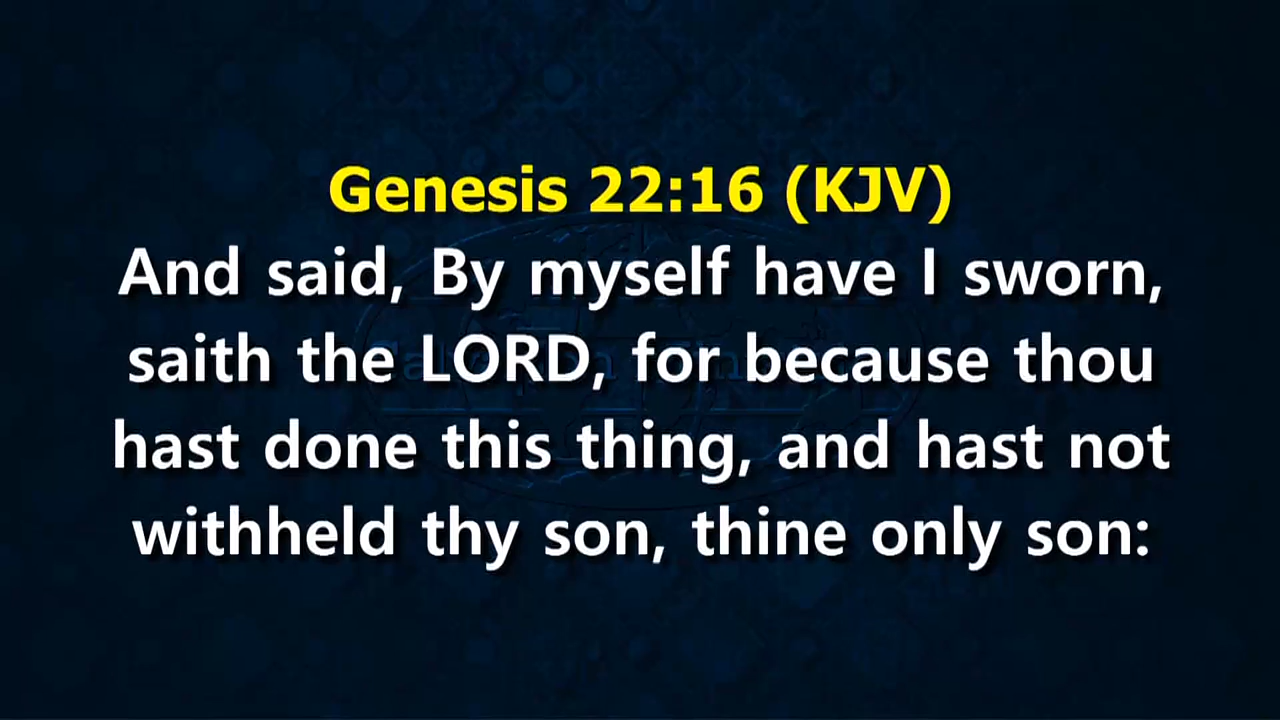 Genesis 22:16 (KJV)
And said, By myself have I sworn,
saith the LORD, for because thou
hast done this thing, and hast not
withheld thy son, thine only son: